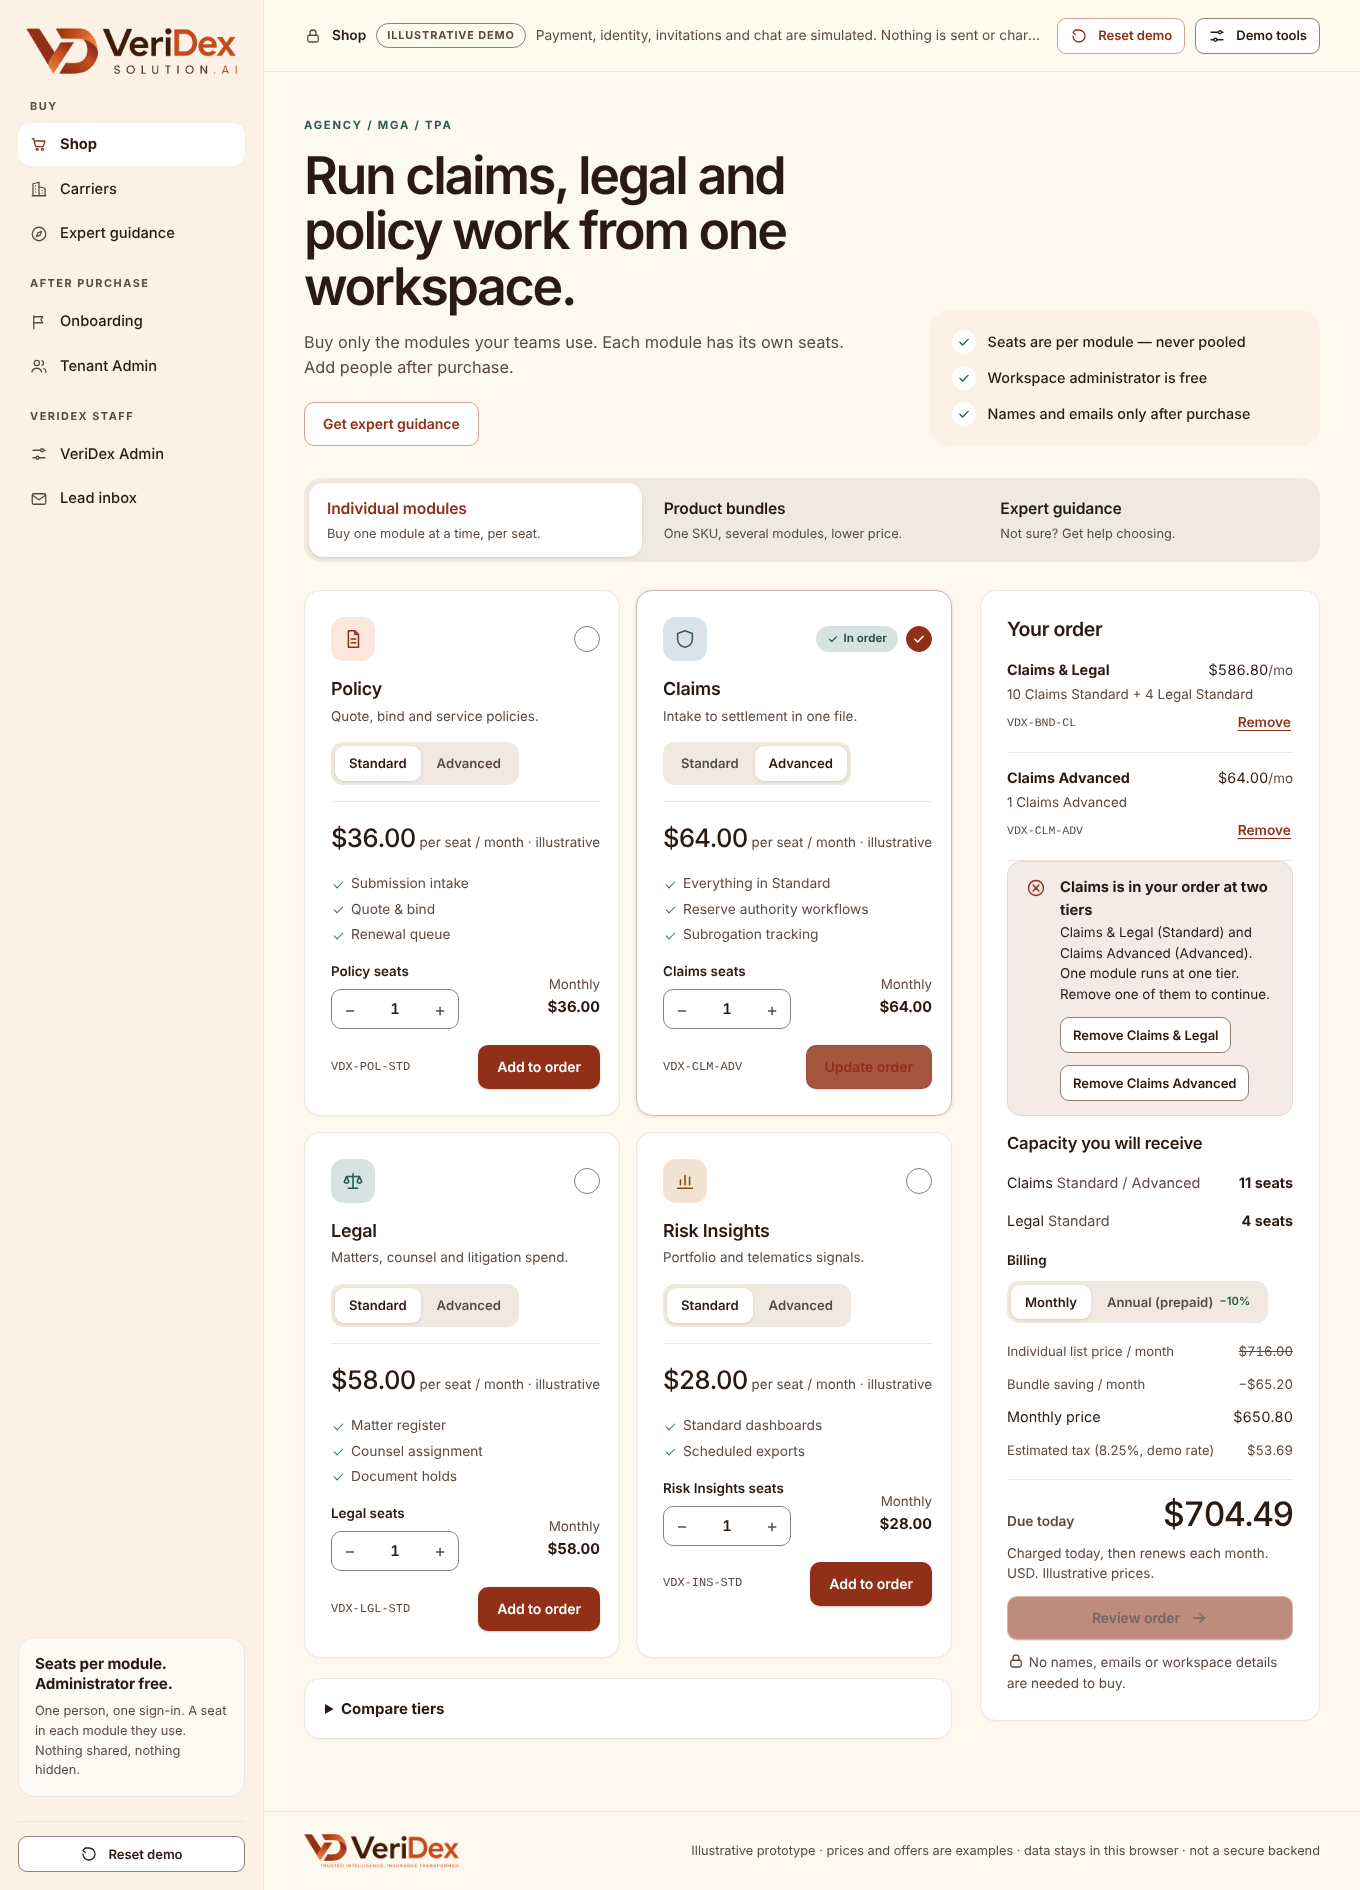 VeriDex
SOLUTION.AI
BUY
Shop
Carriers
Expert guidance
AFTER PURCHASE
Onboarding
Tenant Admin
VERIDEX STAFF
VeriDex Admin
Lead inbox
Seats per module.
Administrator free.
One person, one sign-in. A seat
in each module they use.
Nothing shared, nothing
hidden.
Reset demo
Shop
ILLUSTRATIVE DEMO
Payment, identity, invitations and chat are simulated. Nothing is sent or char...
Reset demo
Demo tools
AGENCY / MGA / TPA
Run claims, legal and
policy work from one
workspace.
Buy only the modules your teams use. Each module has its own seats.
Add people after purchase.
Get expert guidance
Seats are per module — never pooled
Workspace administrator is free
Names and emails only after purchase
Individual modules
Buy one module at a time, per seat.
Product bundles
One SKU, several modules, lower price.
Expert guidance
Not sure? Get help choosing.
Policy
Quote, bind and service policies.
Standard Advanced
$36.00 per seat / month · illustrative
Submission intake
Quote & bind
Renewal queue
Policy seats
− 1 +
Monthly
$36.00
VDX-POL-STD
Add to order
In order
Claims
Intake to settlement in one file.
Standard Advanced
$64.00 per seat / month · illustrative
Everything in Standard
Reserve authority workflows
Subrogation tracking
Claims seats
− 1 +
Monthly
$64.00
VDX-CLM-ADV
Update order
Legal
Matters, counsel and litigation spend.
Standard Advanced
$58.00 per seat / month · illustrative
Matter register
Counsel assignment
Document holds
Legal seats
− 1 +
Monthly
$58.00
VDX-LGL-STD
Add to order
Risk Insights
Portfolio and telematics signals.
Standard Advanced
$28.00 per seat / month · illustrative
Standard dashboards
Scheduled exports
Risk Insights seats
− 1 +
Monthly
$28.00
VDX-INS-STD
Add to order
Compare tiers
Your order
Claims & Legal $586.80/mo
10 Claims Standard + 4 Legal Standard
VDX-BND-CL Remove
Claims Advanced $64.00/mo
1 Claims Advanced
VDX-CLM-ADV Remove
Claims is in your order at two
tiers
Claims & Legal (Standard) and
Claims Advanced (Advanced).
One module runs at one tier.
Remove one of them to continue.
Remove Claims & Legal
Remove Claims Advanced
Capacity you will receive
Claims Standard / Advanced 11 seats
Legal Standard 4 seats
Billing
Monthly Annual (prepaid) −10%
Individual list price / month $716.00
Bundle saving / month −$65.20
Monthly price $650.80
Estimated tax (8.25%, demo rate) $53.69
Due today $704.49
Charged today, then renews each month.
USD. Illustrative prices.
Review order
No names, emails or workspace details
are needed to buy.
VeriDex
TRUSTED INTELLIGENCE, INSURANCE TRANSFORMED
Illustrative prototype · prices and offers are examples · data stays in this browser · not a secure backend